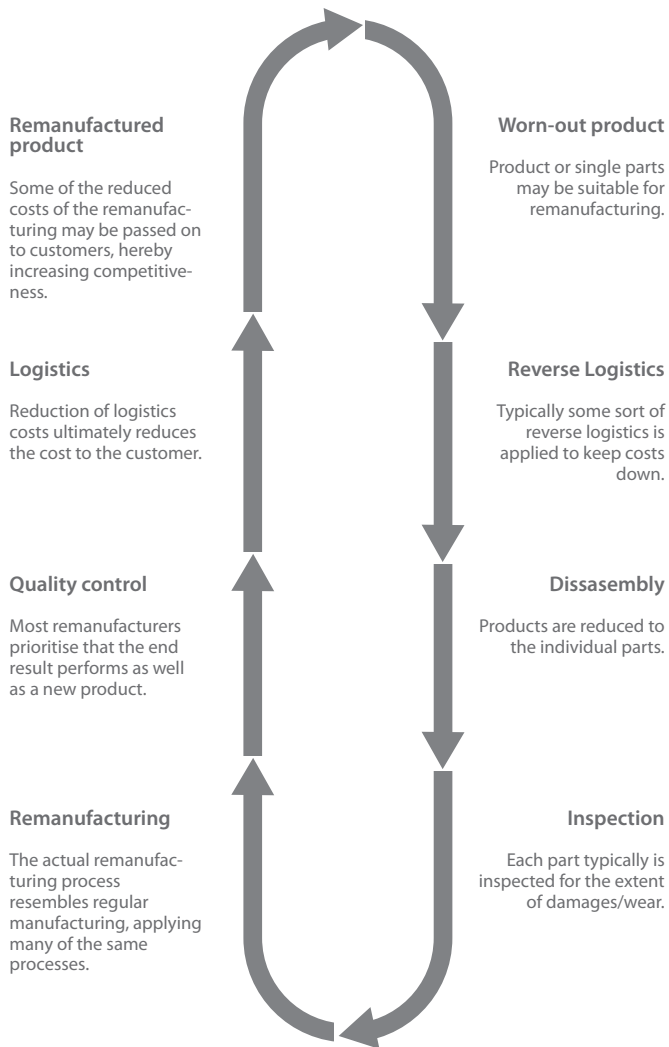 Remanufactured
product
Some of the reduced
costs of the remanufac-
turing may be passed on
to customers, hereby
increasing competitive-
ness.
Logistics
Reduction of logistics
costs ultimately reduces
the cost to the customer.
Quality control
Most remanufacturers
prioritise that the end
result performs as well
as a new product.
Remanufacturing
The actual remanufac-
turing process
resembles regular
manufacturing, applying
many of the same
processes.
Worn-out product
Product or single parts
may be suitable for
remanufacturing.
Reverse Logistics
Typically some sort of
reverse logistics is
applied to keep costs
down.
Dissasembly
Products are reduced to
the individual parts.
Inspection
Each part typically is
inspected for the extent
of damages/wear.